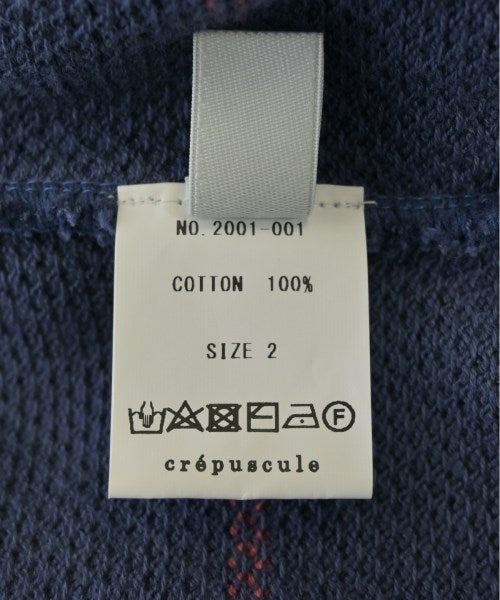 NO. 2001-001
COTTON 100%
SIZE 2
F
crépuscule